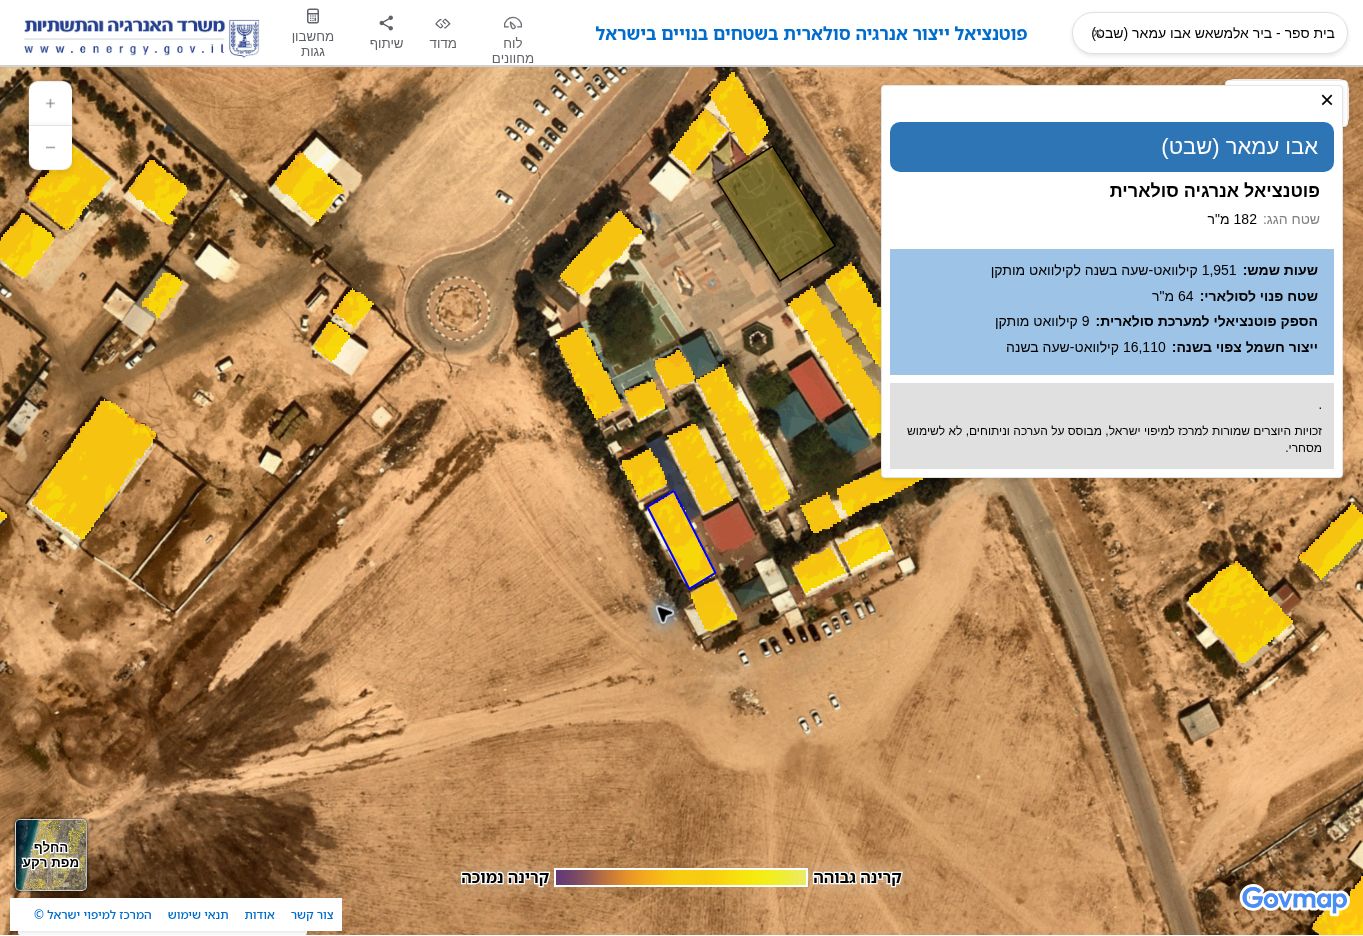 בית ספר - ביר אלמשאש אבו עמאר (שבט)
פוטנציאל ייצור אנרגיה סולארית בשטחים בנויים בישראל
לוח
מחוונים
מדוד
שיתוף
מחשבון
גגות
משרד האנרגיה והתשתיות
www.energy.gov.il
+
−
✕
אבו עמאר (שבט)
פוטנציאל אנרגיה סולארית
שטח הגג: 182 מ"ר
שעות שמש: 1,951 קילוואט-שעה בשנה לקילוואט מותקן
שטח פנוי לסולארי: 64 מ"ר
הספק פוטנציאלי למערכת סולארית: 9 קילוואט מותקן
ייצור חשמל צפוי בשנה: 16,110 קילוואט-שעה בשנה
.
זכויות היוצרים שמורות למרכז למיפוי ישראל, מבוסס על הערכה וניתוחים, לא לשימוש
מסחרי.
החלף
מפת רקע
קרינה גבוהה
קרינה נמוכה
צור קשר אודות תנאי שימוש המרכז למיפוי ישראל ©
Govmap